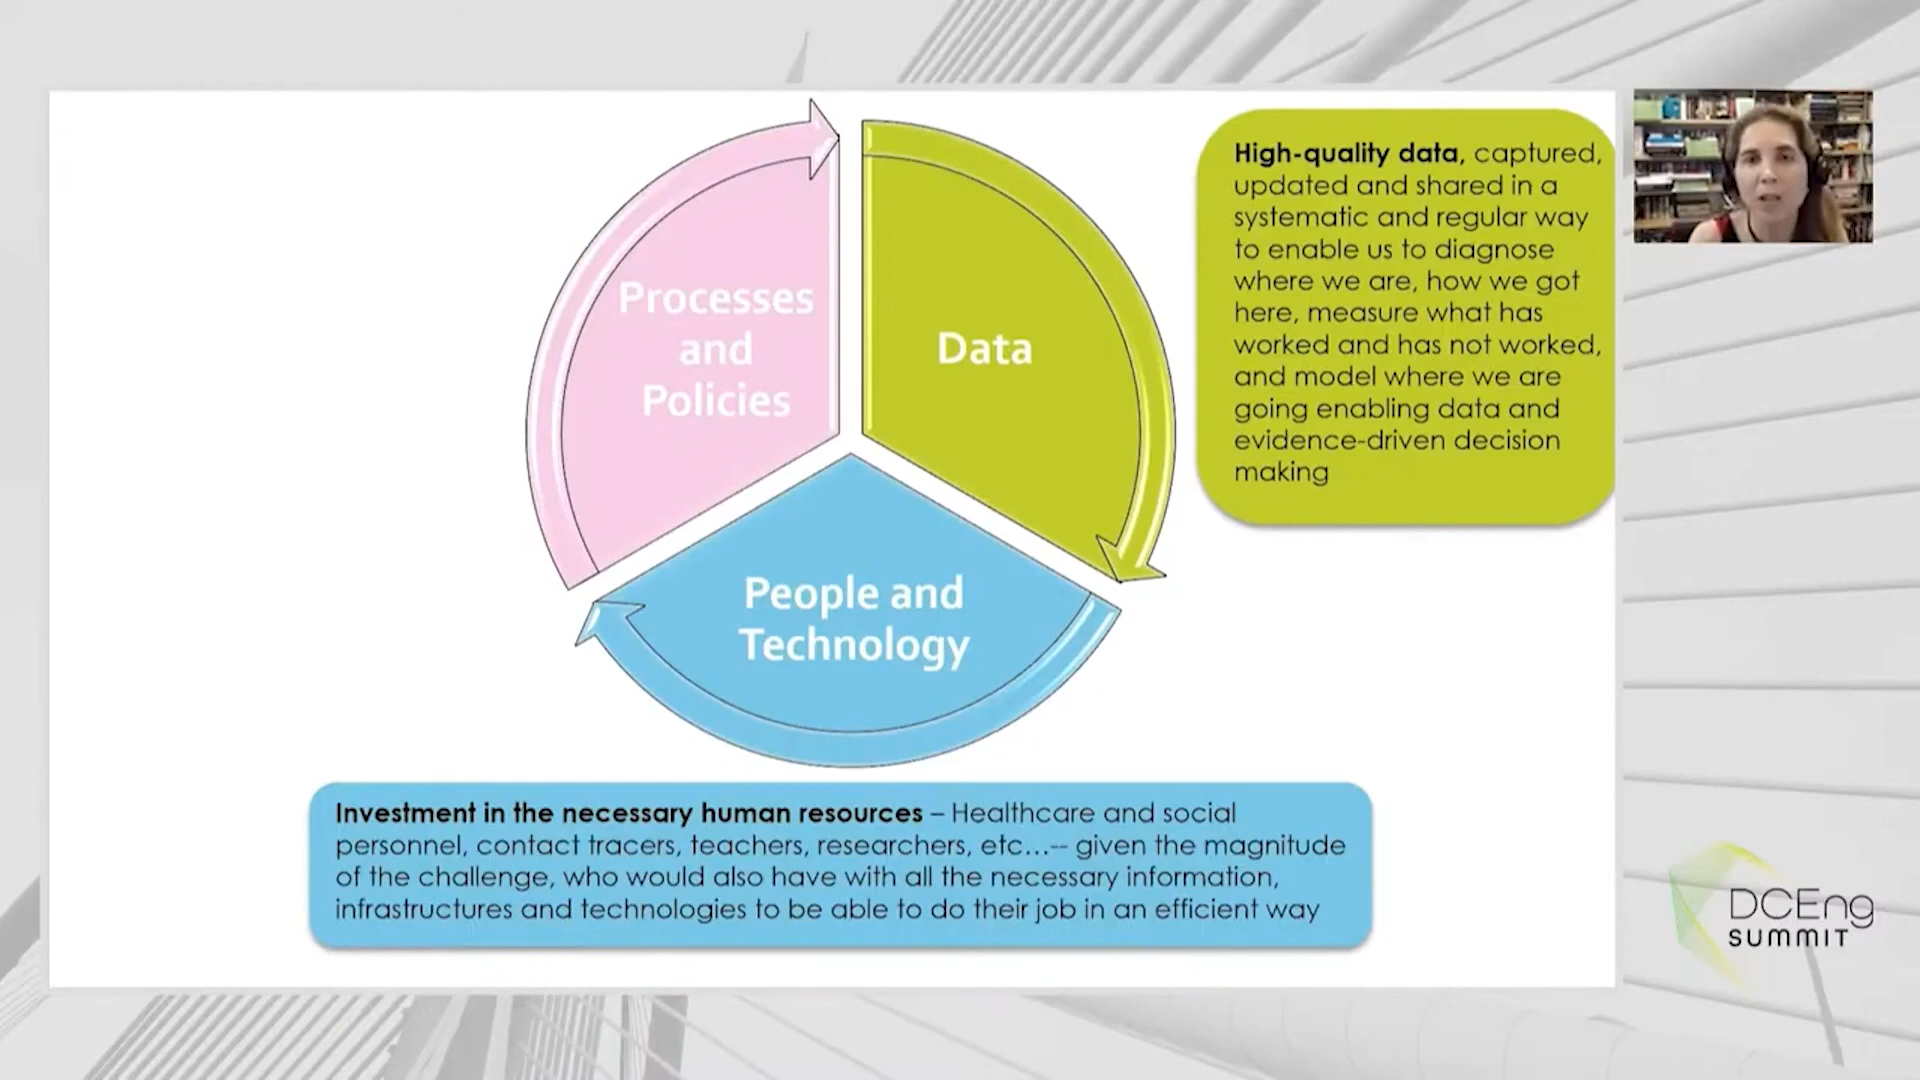 Processes
and
Policies
Data
People and
Technology
High-quality data, captured,
updated and shared in a
systematic and regular way
to enable us to diagnose
where we are, how we got
here, measure what has
worked and has not worked,
and model where we are
going enabling data and
evidence-driven decision
making
Investment in the necessary human resources – Healthcare and social
personnel, contact tracers, teachers, researchers, etc…-- given the magnitude
of the challenge, who would also have with all the necessary information,
infrastructures and technologies to be able to do their job in an efficient way
DCEng
SUMMIT